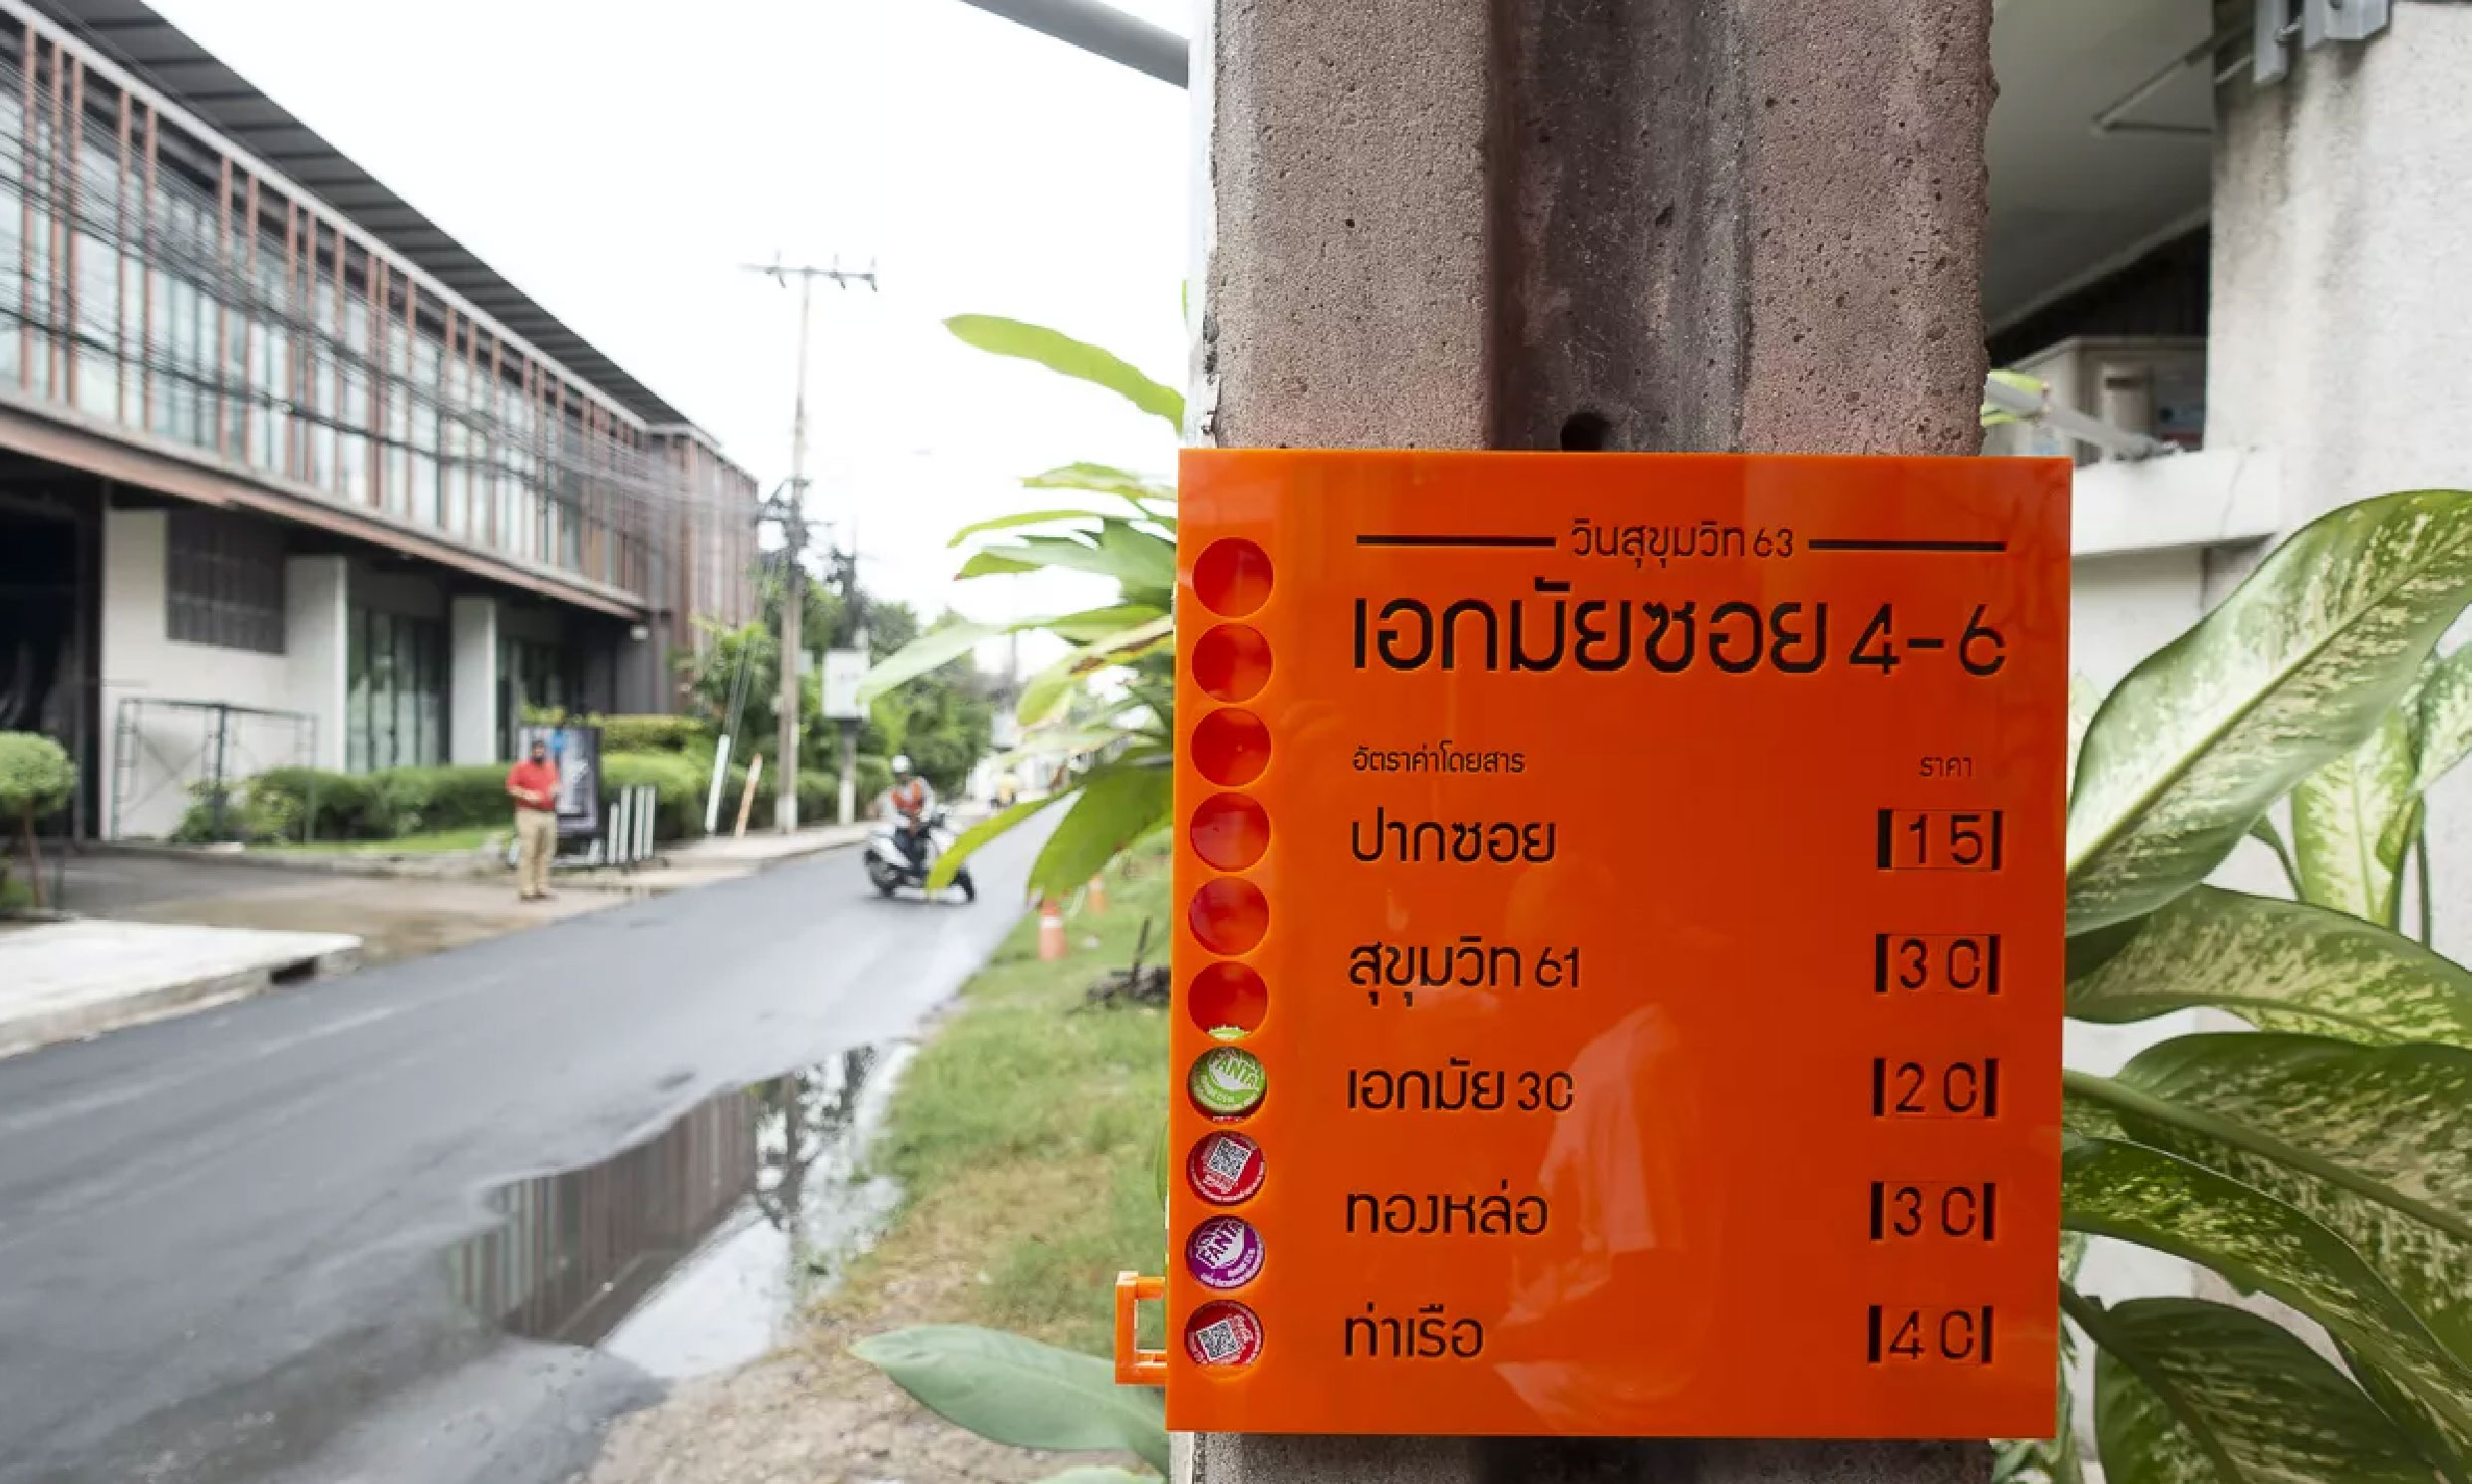 วินสุขุมวิท 63
เอกมัยซอย 4-6
อัตราค่าโดยสาร ราคา
ปากซอย 15
สุขุมวิท 61 30
เอกมัย 30 20
ทองหล่อ 30
ท่าเรือ 40
FANTA
FANTA